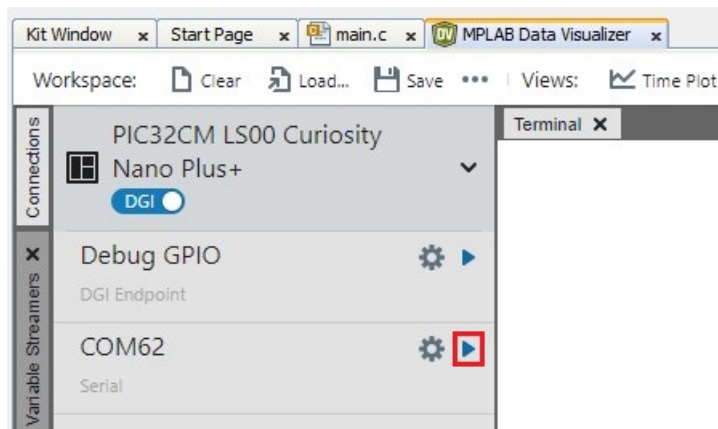 Kit Window x Start Page x main.c x MPLAB Data Visualizer x
Workspace: Clear Load... Save ••• Views: Time Plot
Connections
Variable Streamers x
PIC32CM LS00 Curiosity
Nano Plus+
DGI
Debug GPIO
DGI Endpoint
COM62
Serial
Terminal X